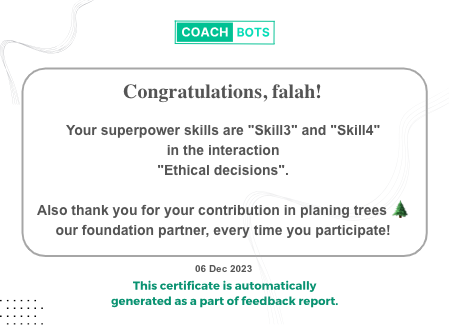 COACH BOTS
Congratulations, falah!
Your superpower skills are "Skill3" and "Skill4"
in the interaction
"Ethical decisions".
Also thank you for your contribution in planing trees 🌲
our foundation partner, every time you participate!
06 Dec 2023
This certificate is automatically
generated as a part of feedback report.